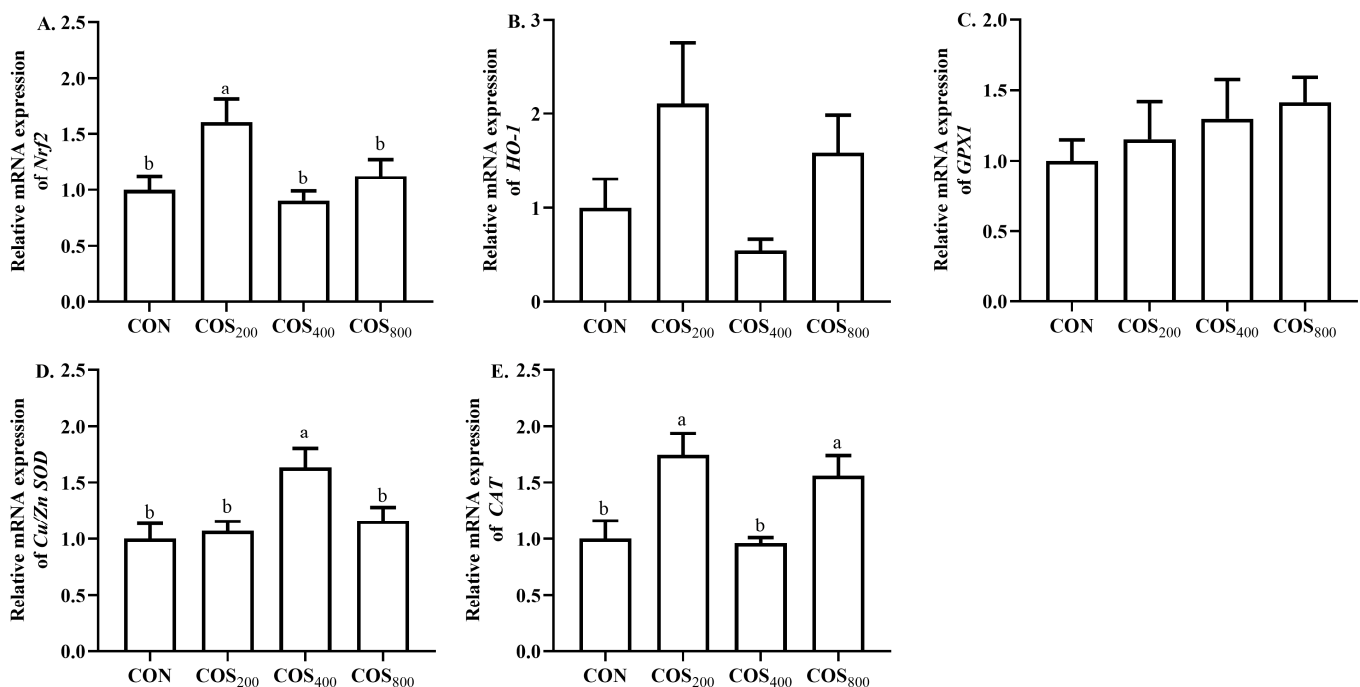 A.
Relative mRNA expression
of Nrf2
2.5
2.0
1.5
1.0
0.5
0.0
b
a
b
b
CON COS200 COS400 COS800
B.
Relative mRNA expression
of HO-1
3
2
1
0
CON COS200 COS400 COS800
C.
Relative mRNA expression
of GPX1
2.0
1.5
1.0
0.5
0.0
CON COS200 COS400 COS800
D.
Relative mRNA expression
of Cu/Zn SOD
2.5
2.0
1.5
1.0
0.5
0.0
b
b
a
b
CON COS200 COS400 COS800
E.
Relative mRNA expression
of CAT
2.5
2.0
1.5
1.0
0.5
0.0
b
a
b
a
CON COS200 COS400 COS800